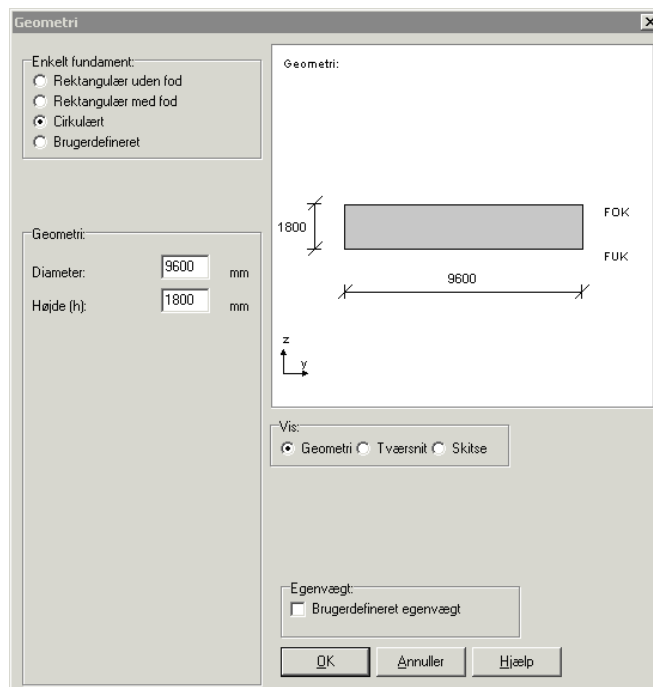 Geometri
Enkelt fundament:
Rektangulær uden fod
Rektangulær med fod
Cirkulært
Brugerdefineret
Geometri:
Diameter: 9600 mm
Højde (h): 1800 mm
Geometri:
1800
FOK
FUK
9600
z
y
Vis:
Geometri Tværsnit Skitse
Egenvægt:
Brugerdefineret egenvægt
OK Annuller Hjælp